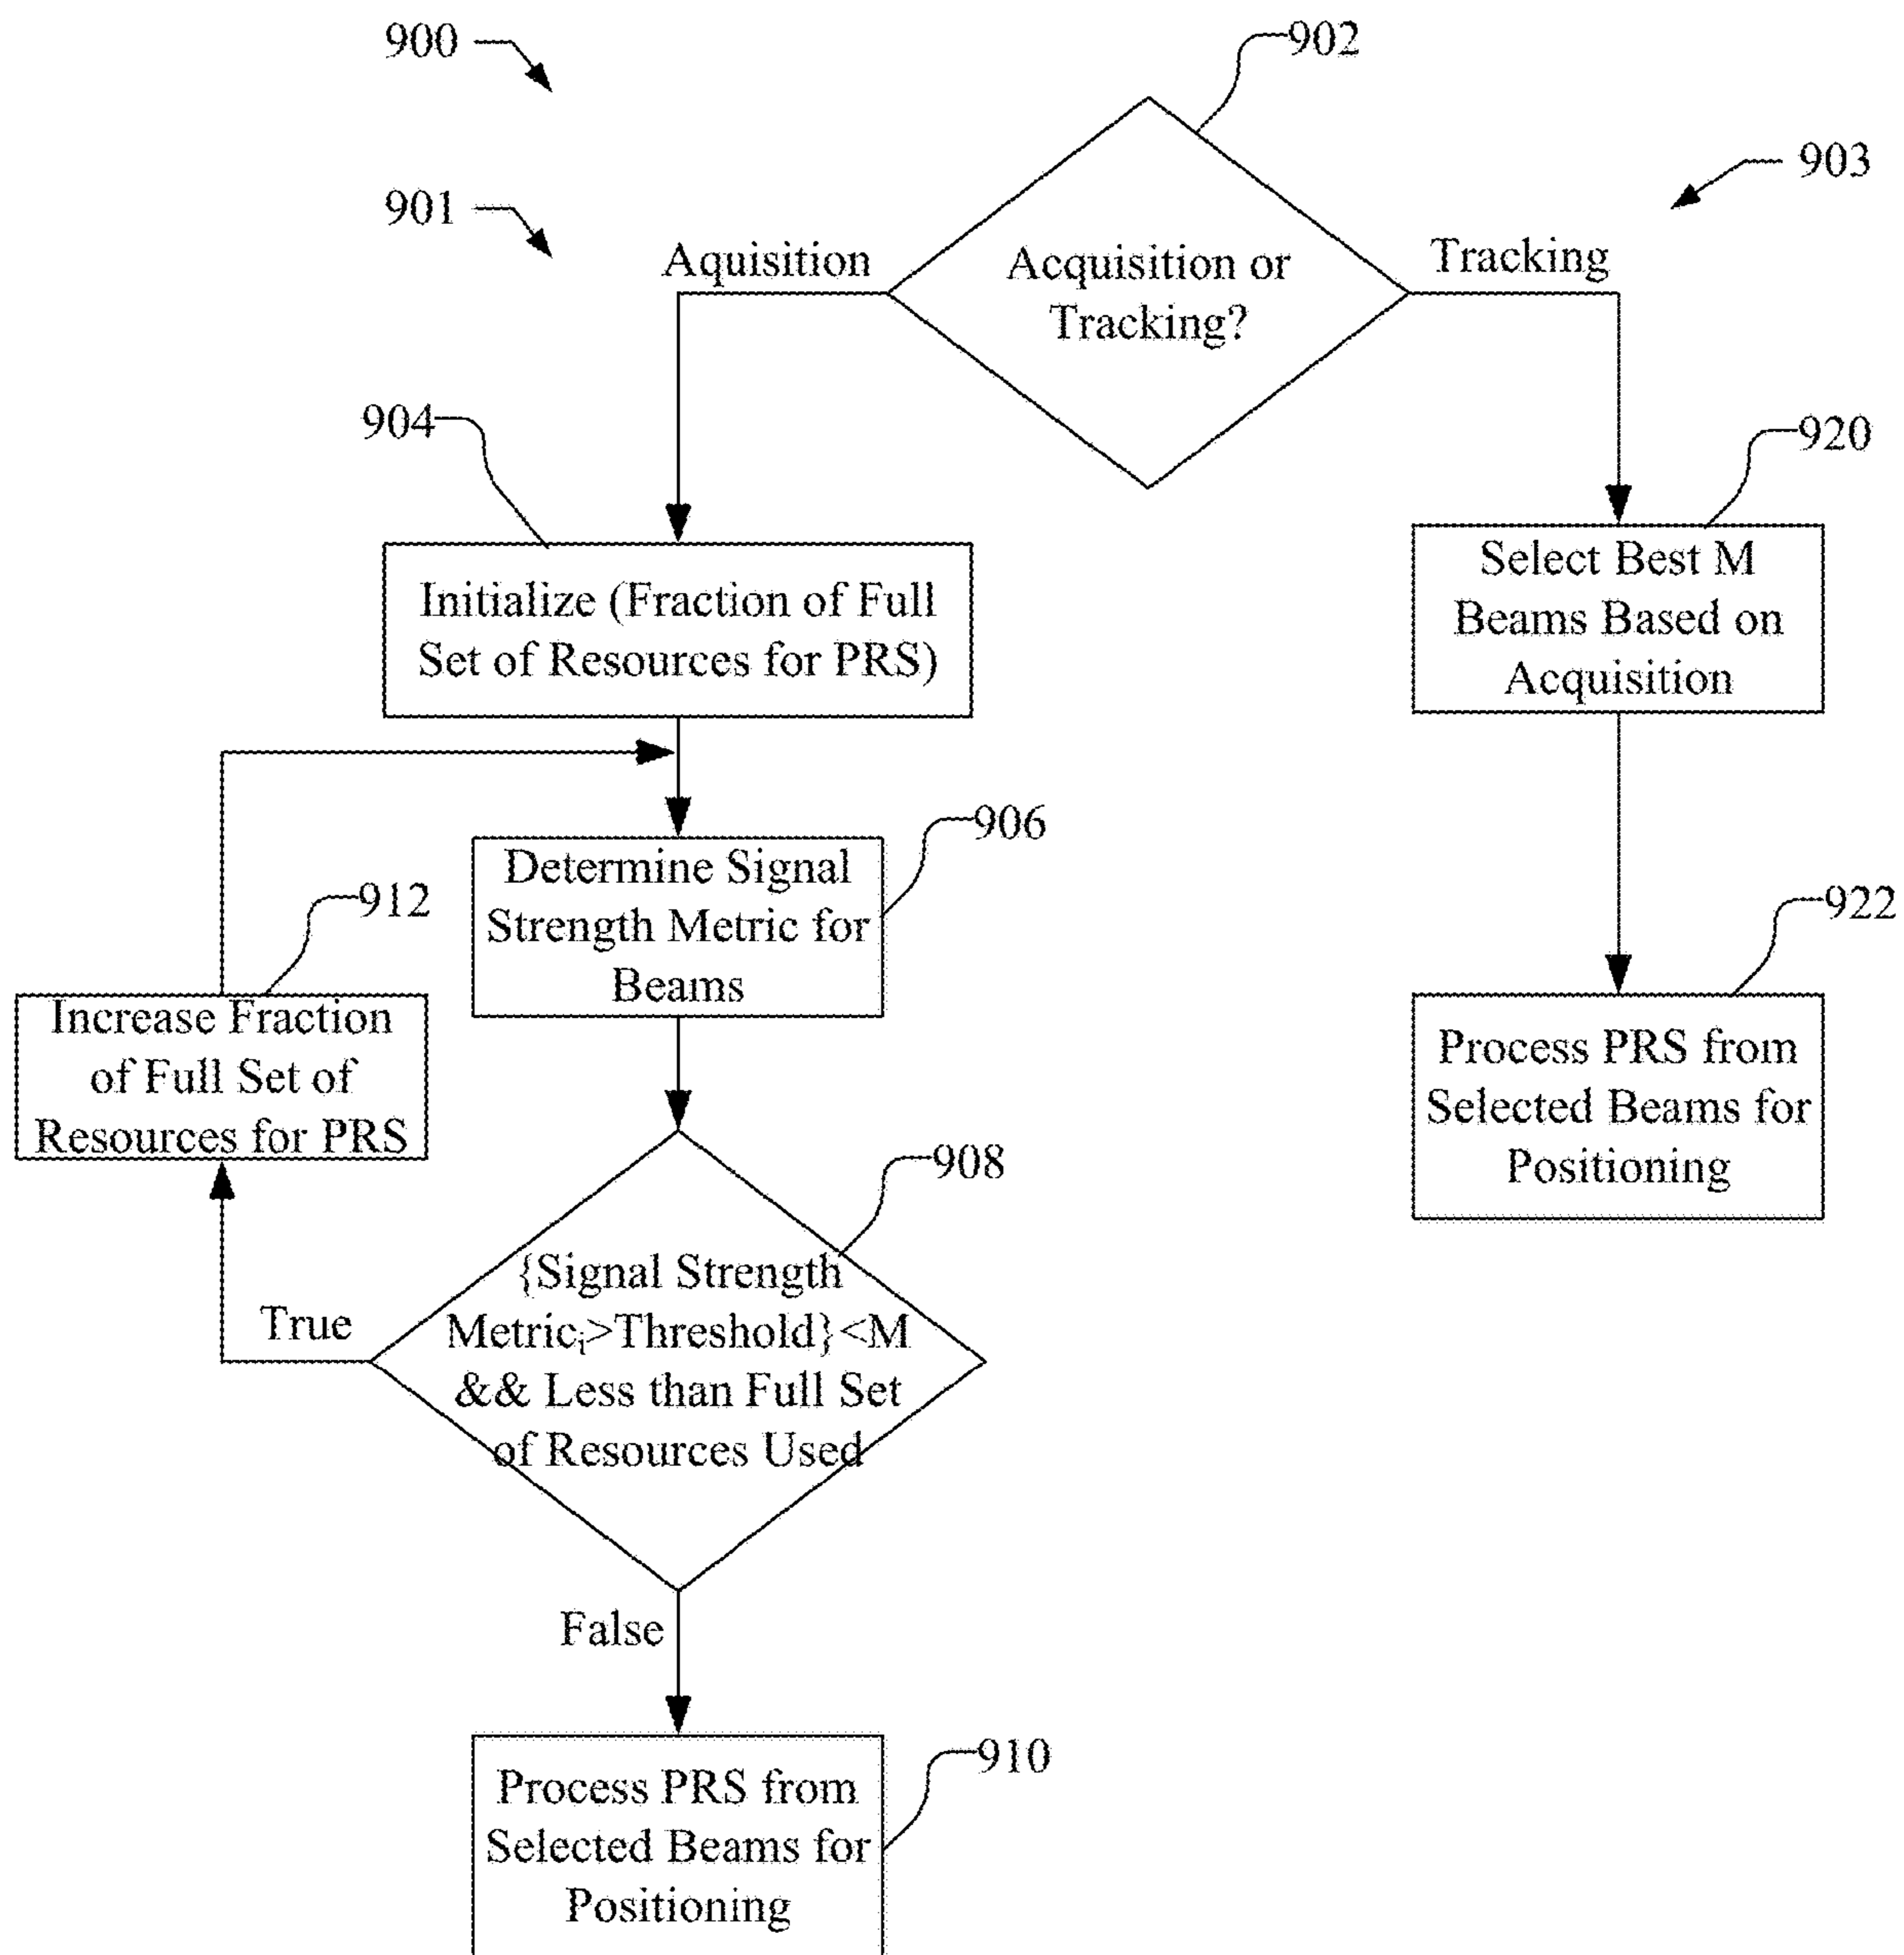 900
902
903
901
Aquisition
Acquisition or
Tracking?
Tracking
904
920
Initialize (Fraction of Full
Set of Resources for PRS)
Select Best M
Beams Based on
Acquisition
906
Determine Signal
Strength Metric for
Beams
912
Increase Fraction
of Full Set of
Resources for PRS
922
Process PRS from
Selected Beams for
Positioning
908
{Signal Strength
Metricᵢ>Threshold}<M
&& Less than Full Set
of Resources Used
True
False
910
Process PRS from
Selected Beams for
Positioning